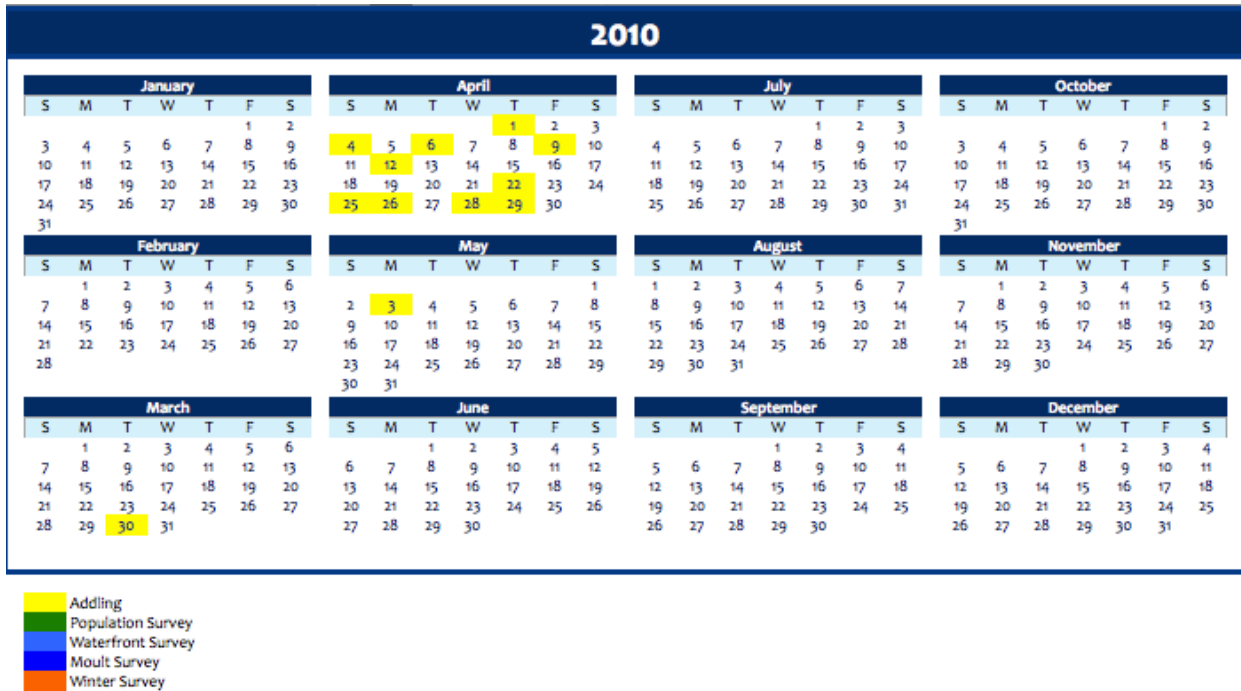 2010
January
S M T W T F S
1 2
3 4 5 6 7 8 9
10 11 12 13 14 15 16
17 18 19 20 21 22 23
24 25 26 27 28 29 30
31
February
S M T W T F S
1 2 3 4 5 6
7 8 9 10 11 12 13
14 15 16 17 18 19 20
21 22 23 24 25 26 27
28
March
S M T W T F S
1 2 3 4 5 6
7 8 9 10 11 12 13
14 15 16 17 18 19 20
21 22 23 24 25 26 27
28 29 30 31
April
S M T W T F S
1 2 3
4 5 6 7 8 9 10
11 12 13 14 15 16 17
18 19 20 21 22 23 24
25 26 27 28 29 30
May
S M T W T F S
1
2 3 4 5 6 7 8
9 10 11 12 13 14 15
16 17 18 19 20 21 22
23 24 25 26 27 28 29
30 31
June
S M T W T F S
1 2 3 4 5
6 7 8 9 10 11 12
13 14 15 16 17 18 19
20 21 22 23 24 25 26
27 28 29 30
July
S M T W T F S
1 2 3
4 5 6 7 8 9 10
11 12 13 14 15 16 17
18 19 20 21 22 23 24
25 26 27 28 29 30 31
August
S M T W T F S
1 2 3 4 5 6 7
8 9 10 11 12 13 14
15 16 17 18 19 20 21
22 23 24 25 26 27 28
29 30 31
September
S M T W T F S
1 2 3 4
5 6 7 8 9 10 11
12 13 14 15 16 17 18
19 20 21 22 23 24 25
26 27 28 29 30
October
S M T W T F S
1 2
3 4 5 6 7 8 9
10 11 12 13 14 15 16
17 18 19 20 21 22 23
24 25 26 27 28 29 30
31
November
S M T W T F S
1 2 3 4 5 6
7 8 9 10 11 12 13
14 15 16 17 18 19 20
21 22 23 24 25 26 27
28 29 30
December
S M T W T F S
1 2 3 4
5 6 7 8 9 10 11
12 13 14 15 16 17 18
19 20 21 22 23 24 25
26 27 28 29 30 31
Addling
Population Survey
Waterfront Survey
Moult Survey
Winter Survey